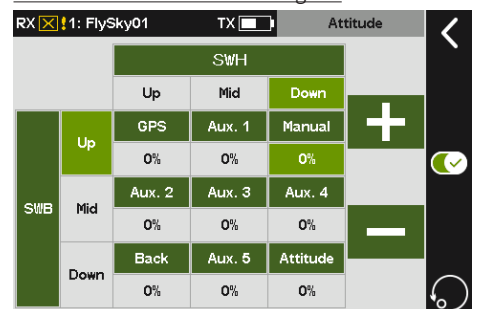 RX ! 1: FlySky01 TX Attitude
SWH
Up Mid Down
GPS Aux. 1 Manual
Up
0% 0% 0%
Aux. 2 Aux. 3 Aux. 4
SWB Mid
0% 0% 0%
Back Aux. 5 Attitude
Down
0% 0% 0%